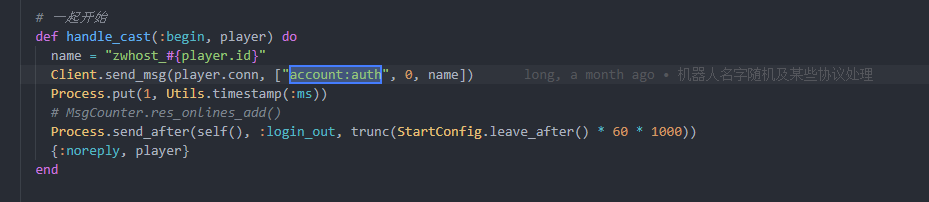 # 一起开始
def handle_cast(:begin, player) do
name = "zwhost_#{player.id}"
Client.send_msg(player.conn, ["account:auth", 0, name]) long, a month ago • 机器人名字随机及某些协议处理
Process.put(1, Utils.timestamp(:ms))
# MsgCounter.res_onlines_add()
Process.send_after(self(), :login_out, trunc(StartConfig.leave_after() * 60 * 1000))
{:noreply, player}
end